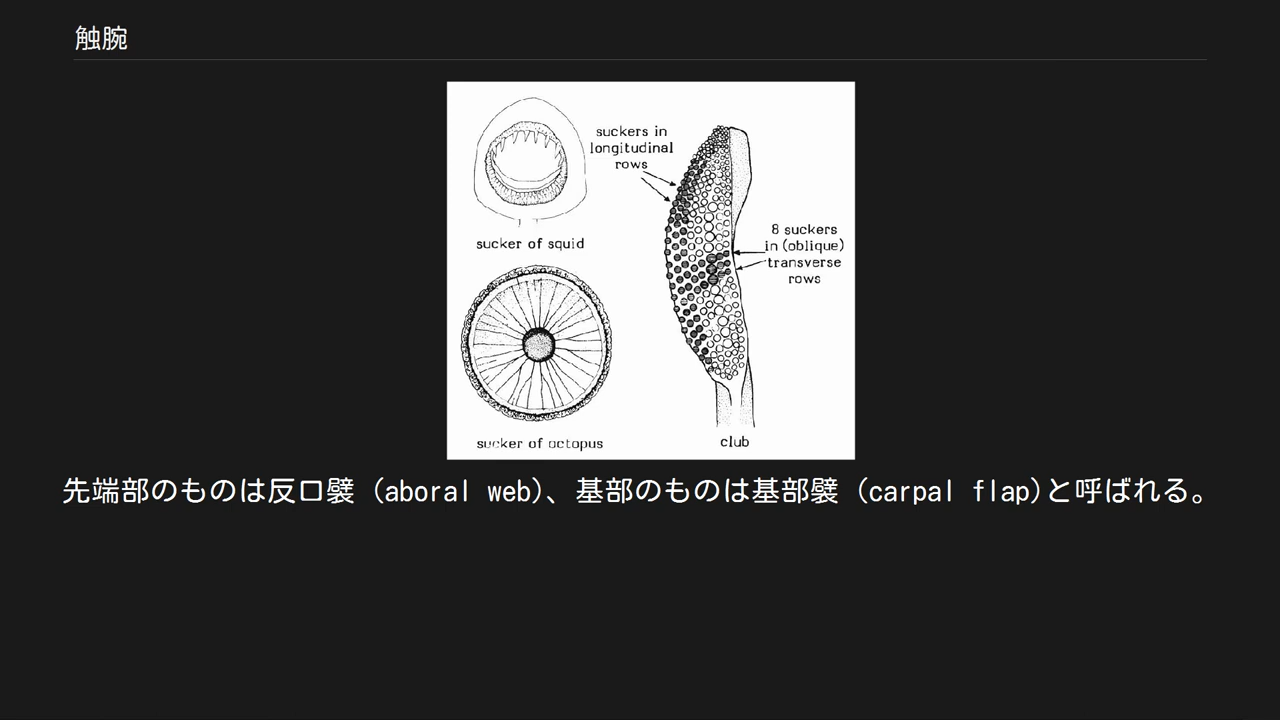 触腕
suckers in
longitudinal
rows
8 suckers
in (oblique)
transverse
rows
sucker of squid
sucker of octopus
club
先端部のものは反口襞 (aboral web)、基部のものは基部襞 (carpal flap)と呼ばれる。